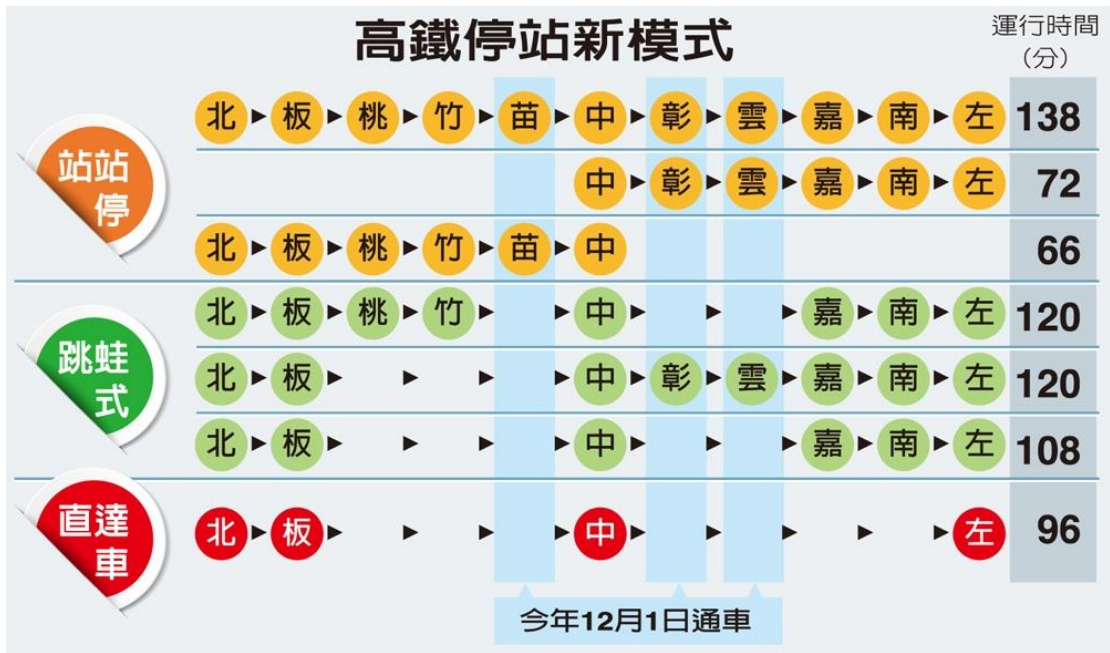 高鐵停站新模式
運行時間
(分)
站站
停
北▸板▸桃▸竹▸苗▸中▸彰▸雲▸嘉▸南▸左 138
中▸彰▸雲▸嘉▸南▸左 72
北▸板▸桃▸竹▸苗▸中 66
跳蛙
式
北▸板▸桃▸竹▸ ▸中▸ ▸ ▸嘉▸南▸左 120
北▸板▸ ▸ ▸ ▸中▸彰▸雲▸嘉▸南▸左 120
北▸板▸ ▸ ▸ ▸中▸ ▸ ▸嘉▸南▸左 108
直達
車
北▸板▸ ▸ ▸ ▸中▸ ▸ ▸ ▸ ▸左 96
今年12月1日通車